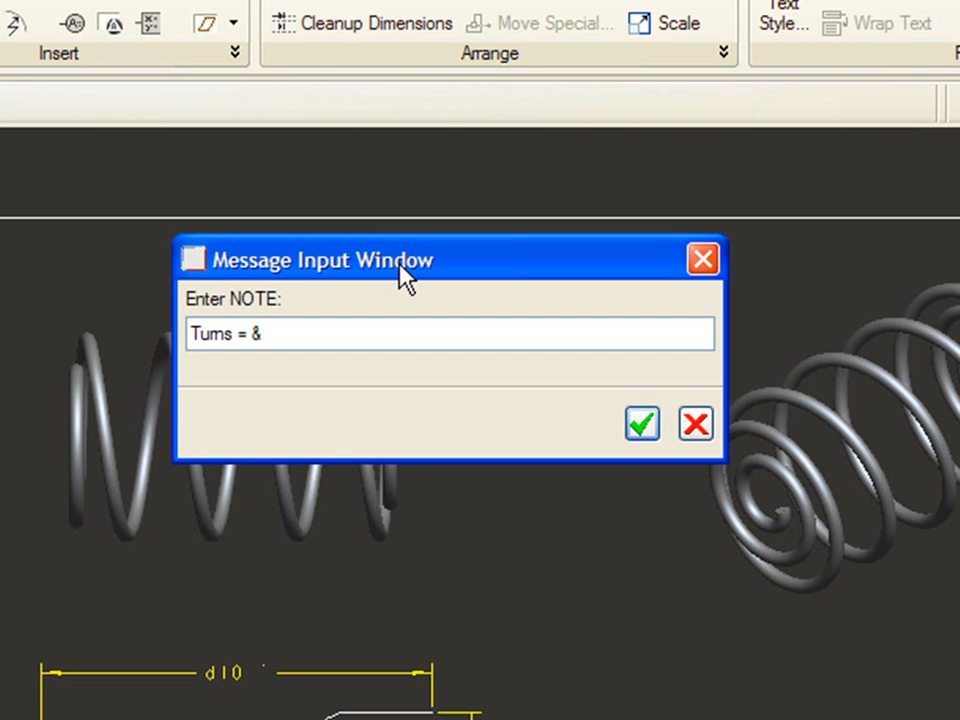 Text
Cleanup Dimensions Move Special... Scale Style... Wrap Text
Insert Arrange
Message Input Window
Enter NOTE:
Turns = &
d10